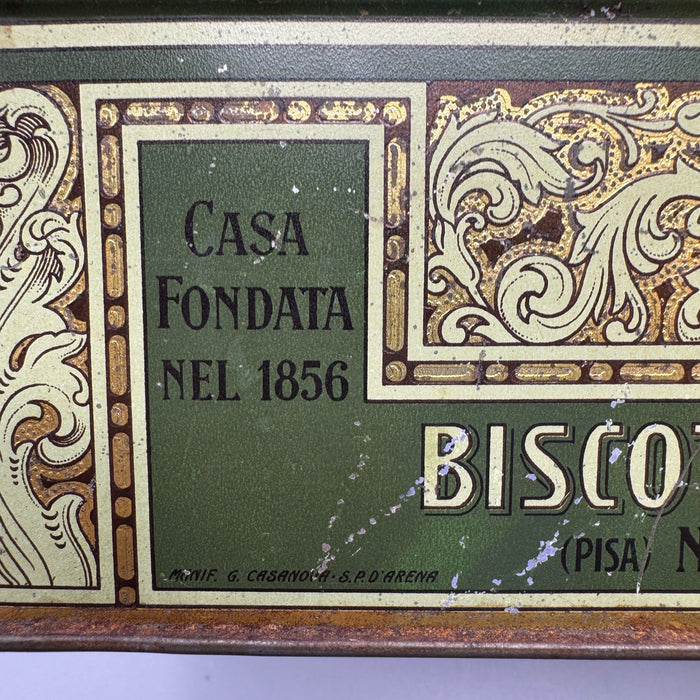 CASA
FONDATA
NEL 1856
BISCO
(PISA) N
MANIF. G. CASANOVA · S.P.D'ARENA